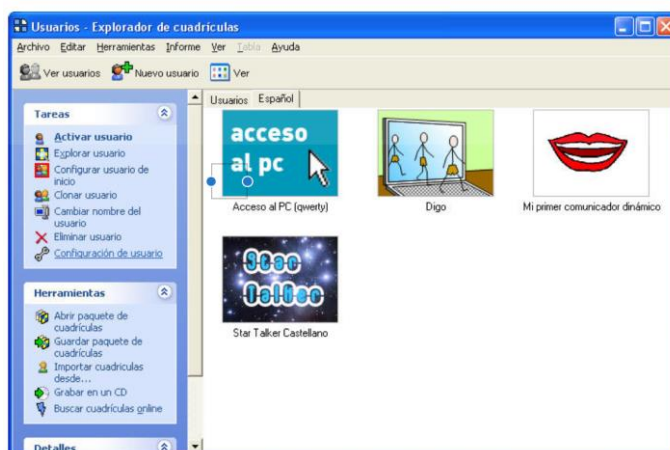 Usuarios - Explorador de cuadrículas
Archivo Editar Herramientas Informe Ver Tabla Ayuda
Ver usuarios Nuevo usuario Ver
Tareas
Activar usuario
Explorar usuario
Configurar usuario de
inicio
Clonar usuario
Cambiar nombre del
usuario
Eliminar usuario
Configuración de usuario
Herramientas
Abrir paquete de
cuadrículas
Guardar paquete de
cuadrículas
Importar cuadriculas
desde...
Grabar en un CD
Buscar cuadrículas online
Detalles
Usuarios Español
acceso
al pc
Acceso al PC (qwerty)
Digo
Mi primer comunicador dinámico
Star
Talker
Star Talker Castellano